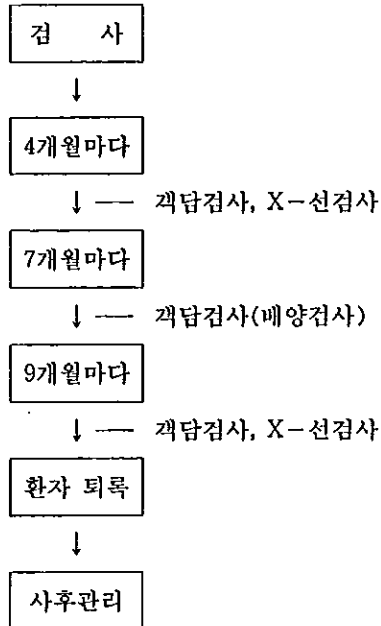 검 사
↓
4개월마다
↓ — 객담검사, X-선검사
7개월마다
↓ — 객담검사(배양검사)
9개월마다
↓ — 객담검사, X-선검사
환자 퇴록
↓
사후관리